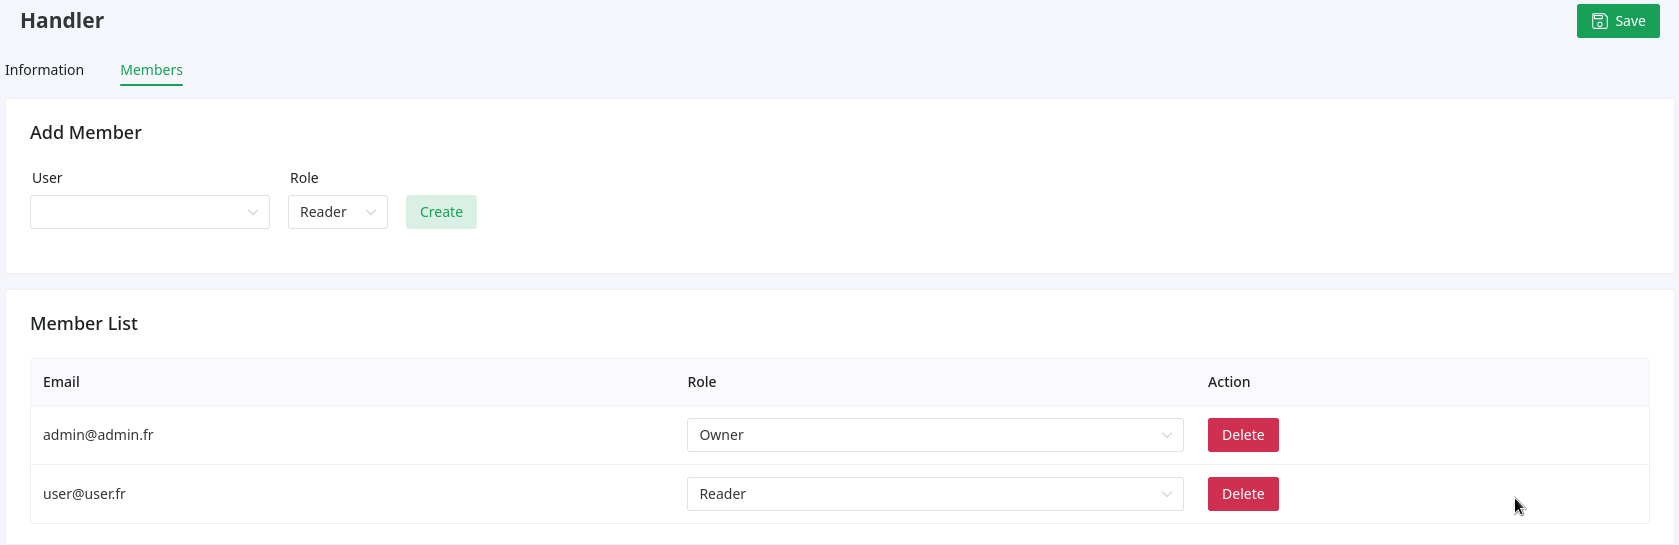 Handler
Save
Information Members
Add Member
User Role
Reader Create
Member List
Email Role Action
admin@admin.fr Owner Delete
user@user.fr Reader Delete